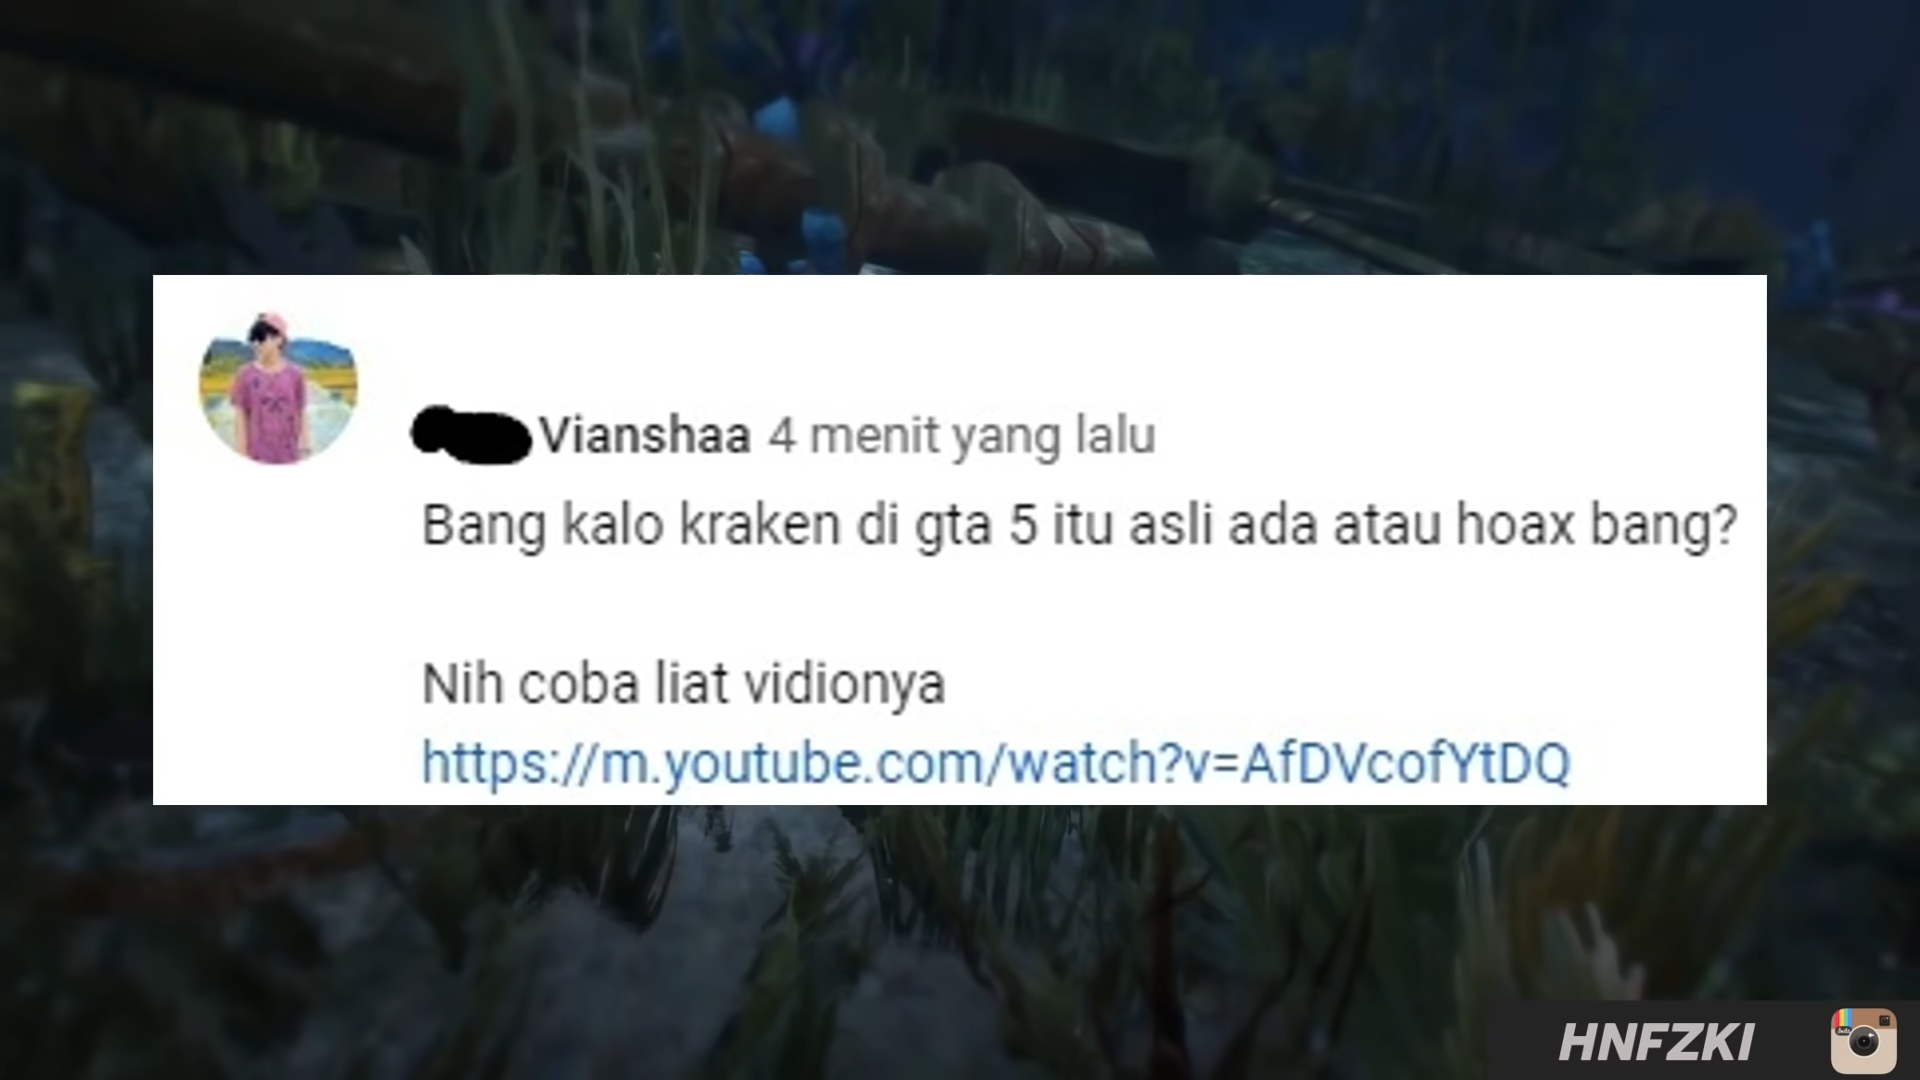 Vianshaa 4 menit yang lalu
Bang kalo kraken di gta 5 itu asli ada atau hoax bang?
Nih coba liat vidionya
https://m.youtube.com/watch?v=AfDVcofYtDQ
HNFZKI